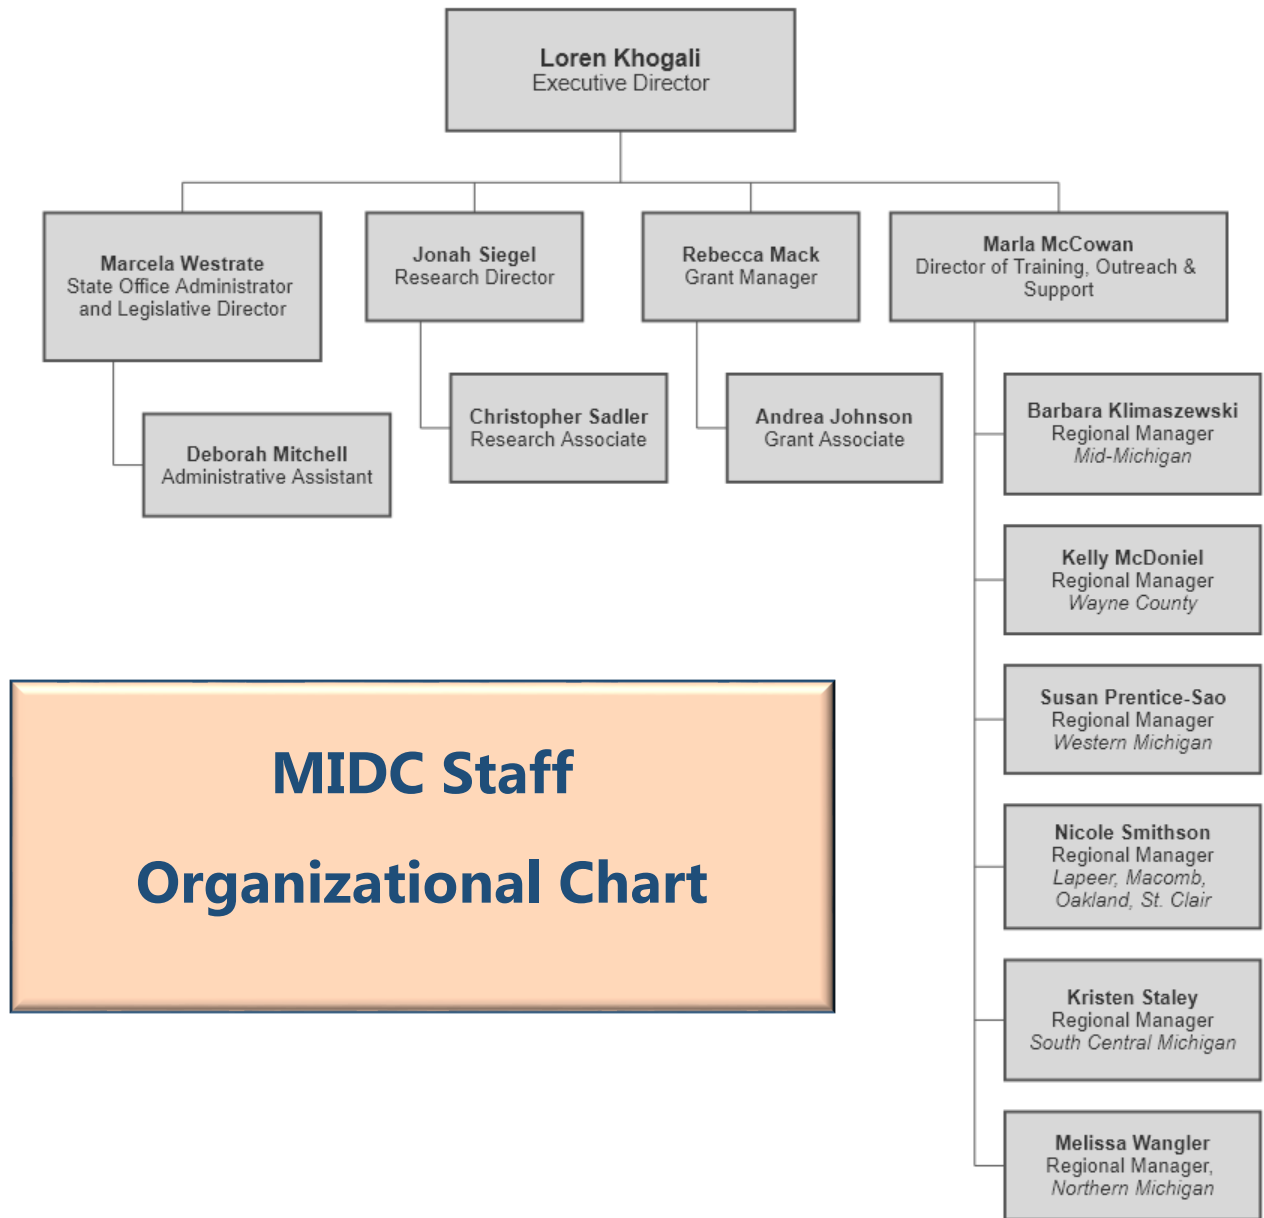 Loren Khogali
Executive Director
Marcela Westrate
State Office Administrator
and Legislative Director
Jonah Siegel
Research Director
Rebecca Mack
Grant Manager
Marla McCowan
Director of Training, Outreach &
Support
Deborah Mitchell
Administrative Assistant
Christopher Sadler
Research Associate
Andrea Johnson
Grant Associate
Barbara Klimaszewski
Regional Manager
Mid-Michigan
Kelly McDoniel
Regional Manager
Wayne County
Susan Prentice-Sao
Regional Manager
Western Michigan
Nicole Smithson
Regional Manager
Lapeer, Macomb,
Oakland, St. Clair
Kristen Staley
Regional Manager
South Central Michigan
Melissa Wangler
Regional Manager,
Northern Michigan
MIDC Staff
Organizational Chart